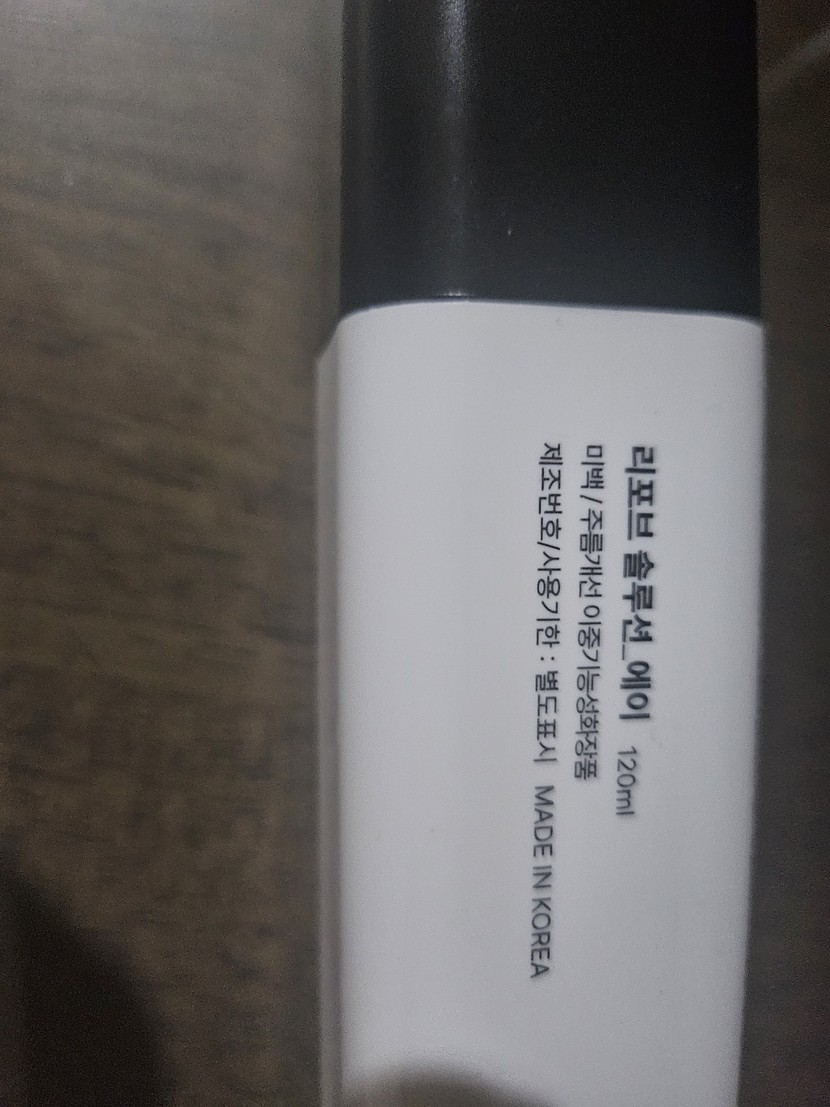 리포브 솔루션_에이 120ml
미백 / 주름개선 이중기능성화장품
제조번호/사용기한 : 별도표시 MADE IN KOREA